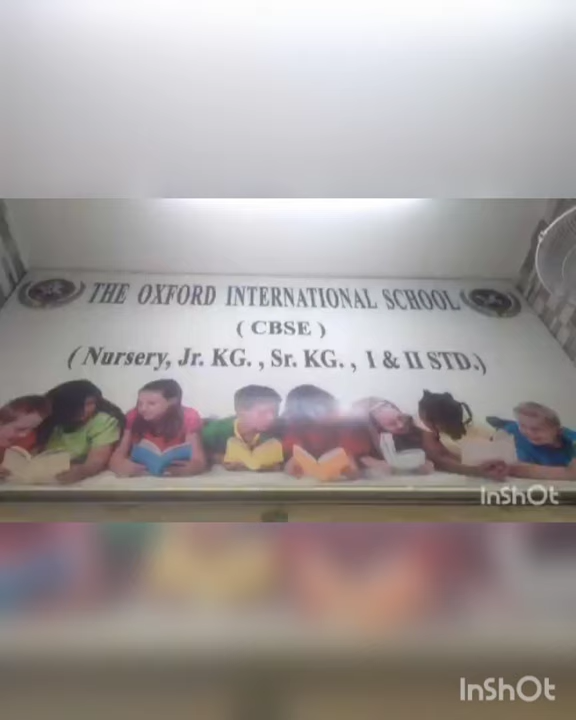 THE OXFORD INTERNATIONAL SCHOOL
( CBSE )
( Nursery, Jr. KG. , Sr. KG. , I & II STD.)
InShOt
InShOt